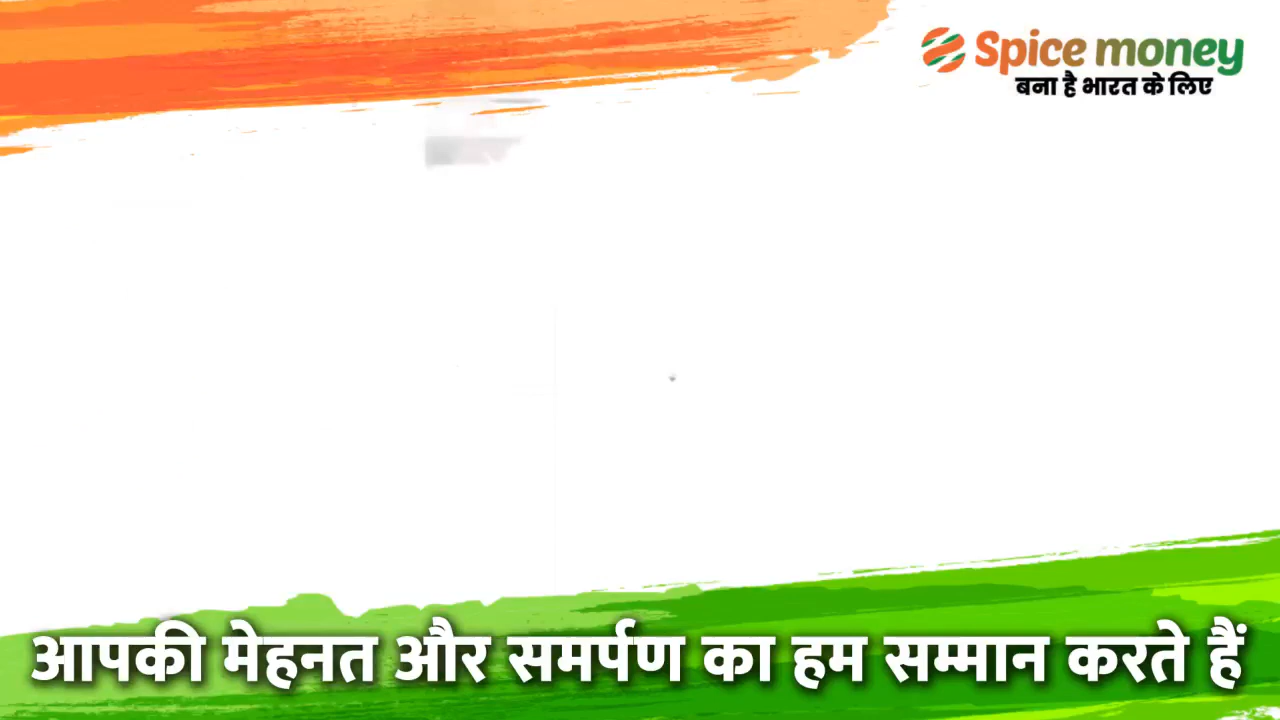 Spice money
बना है भारत के लिए
आपकी मेहनत और समर्पण का हम सम्मान करते हैं